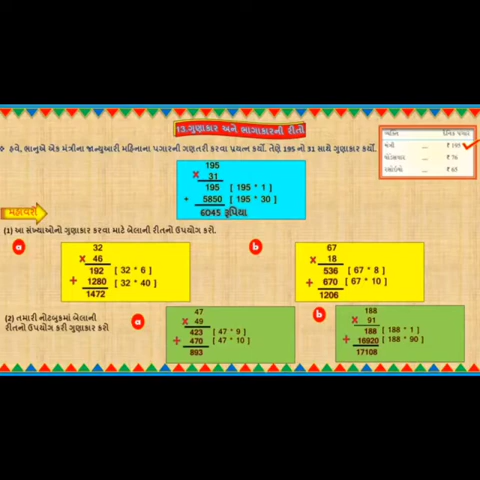 13.ગુણાકાર અને ભાગાકારની રીતો
વ્યક્તિ દૈનિક પગાર
મંત્રી ... ₹ 195
ચોકીદાર ... ₹ 76
રસોઈયો ... ₹ 65
હવે, ભાનુએ એક મંત્રીના જાન્યુઆરી મહિનાના પગારની ગણતરી કરવા પ્રયત્ન કર્યો. તેણે 195 નો 31 સાથે ગુણાકાર કર્યો.
195
× 31
195 [ 195 * 1 ]
+ 5850 [ 195 * 30 ]
6045 રૂપિયા
મહાવરો
(1) આ સંખ્યાઓનો ગુણાકાર કરવા માટે બેલાની રીતનો ઉપયોગ કરો.
a
32
× 46
192 [ 32 * 6 ]
+ 1280 [ 32 * 40 ]
1472
b
67
× 18
536 [ 67 * 8 ]
+ 670 [ 67 * 10 ]
1206
(2) તમારી નોટબુકમાં બેલાની
રીતનો ઉપયોગ કરી ગુણાકાર કરો
a
47
× 49
423 [ 47 * 9 ]
+ 470 [ 47 * 10 ]
893
b
188
× 91
188 [ 188 * 1 ]
+ 16920 [ 188 * 90 ]
17108